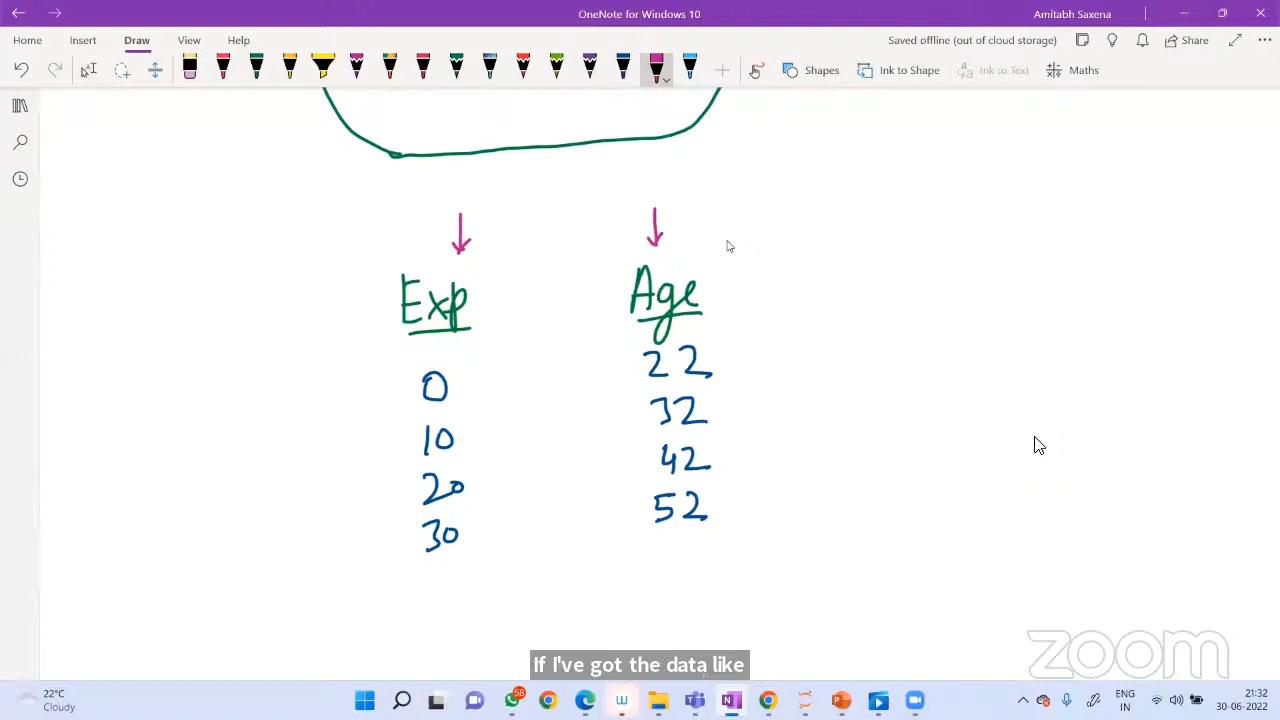 OneNote for Windows 10
Amitabh Saxena
Home Insert Draw View Help
Saved offline (out of cloud storage) Share
Shapes Ink to Shape Ink to Text Maths
Exp Age
0 22
10 32
20 42
30 52
If I've got the data like
zoom
58
22°C
Cloudy
ENG
IN
21:32
30-06-2022